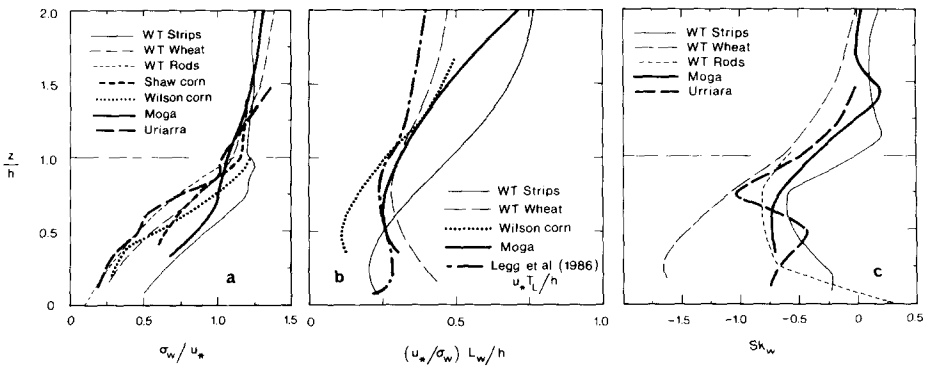 2.0
1.5
z/h
1.0
0.5
0
WT Strips
WT Wheat
WT Rods
Shaw corn
Wilson corn
Moga
Uriarra
a
0
0.5
1.0
1.5
σw/u*
WT Strips
WT Wheat
Wilson corn
Moga
Legg et al (1986)
u*TL/h
b
0
0.5
1.0
(u*/σw) Lw/h
WT Strips
WT Wheat
WT Rods
Moga
Urriara
c
−1.5
−1.0
−0.5
0
0.5
Skw